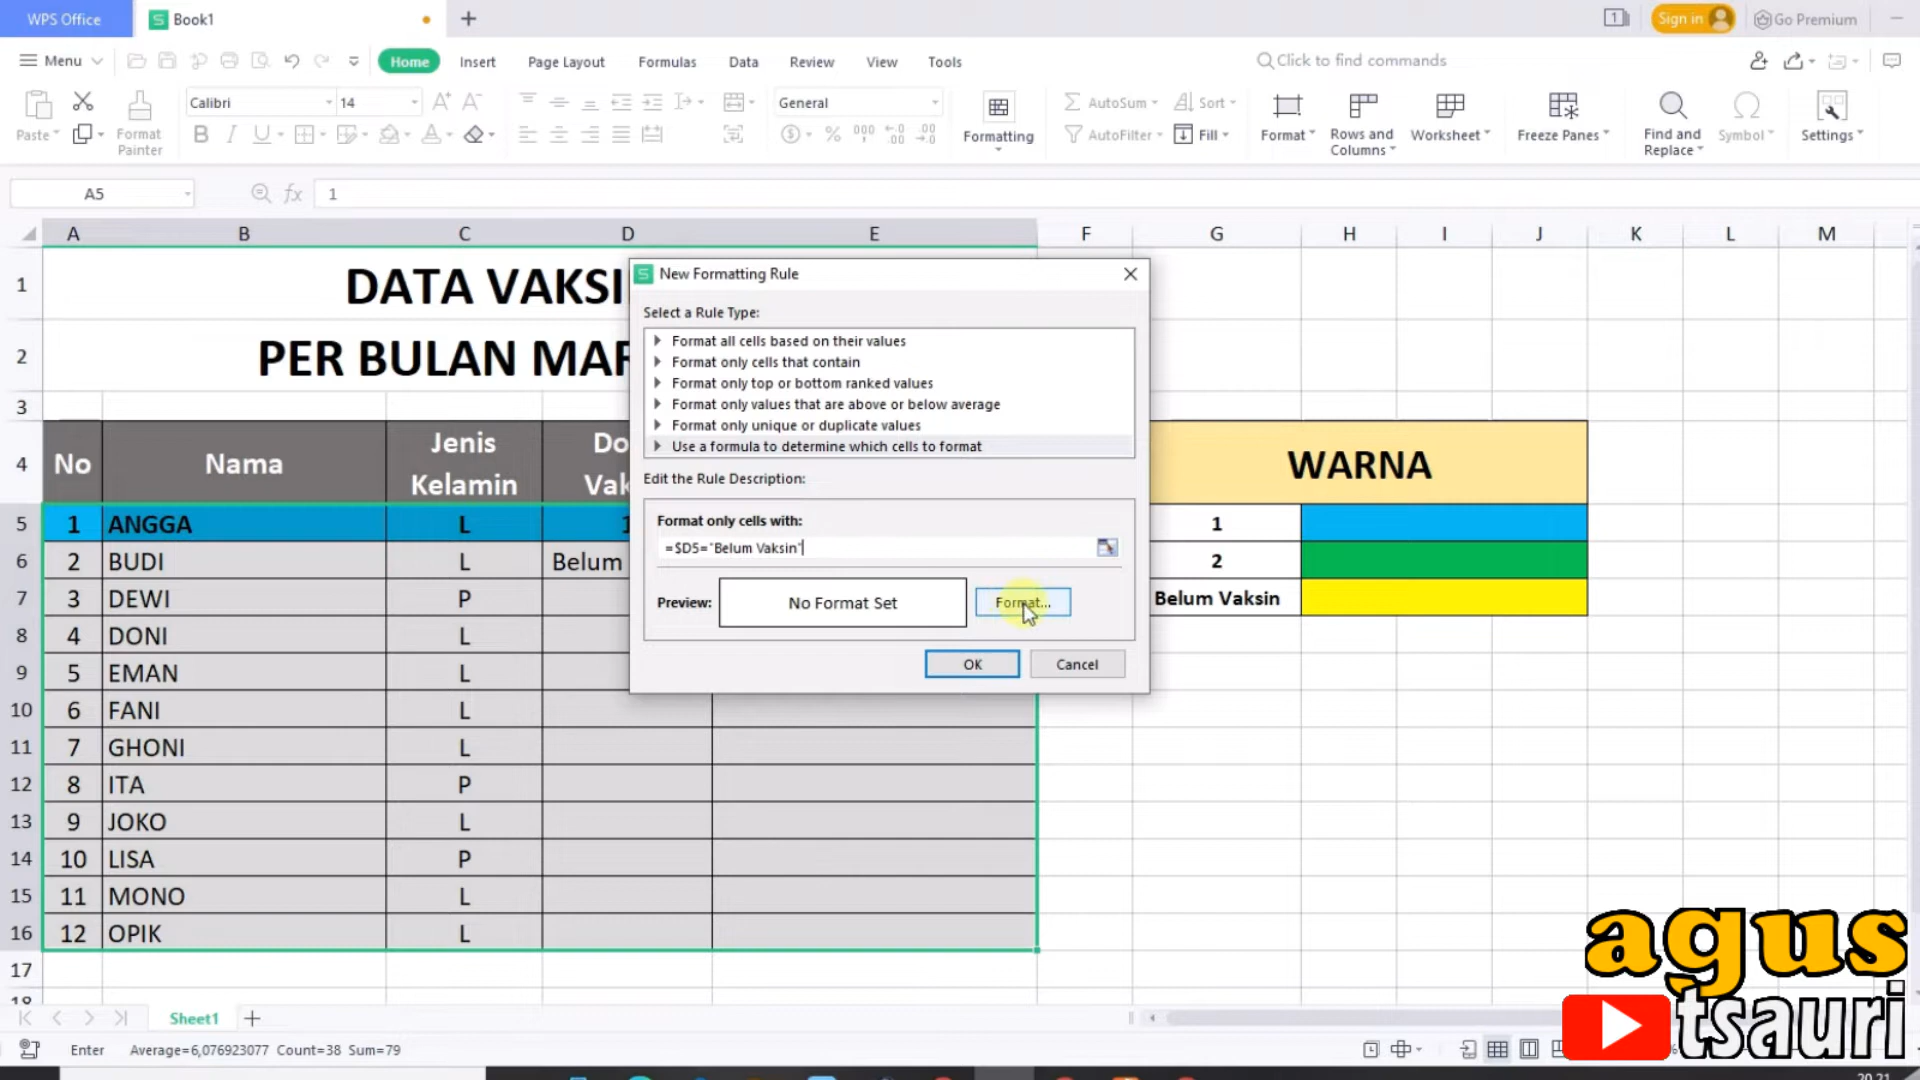 WPS Office
Book1
1
Sign in
Go Premium
Menu
Home
Insert
Page Layout
Formulas
Data
Review
View
Tools
Click to find commands
Paste
Format
Painter
Calibri
14
General
Formatting
AutoSum
AutoFilter
Sort
Fill
Format
Rows and
Columns
Worksheet
Freeze Panes
Find and
Replace
Symbol
Settings
A5
fx
1
A B C D E F G H I J K L M
1
DATA VAKSI
2
PER BULAN MAR
3
4
No
Nama
Jenis
Kelamin
Do
Vak
WARNA
5 1 ANGGA L 1
6 2 BUDI L Belum
7 3 DEWI P
8 4 DONI L
9 5 EMAN L
10 6 FANI L
11 7 GHONI L
12 8 ITA P
13 9 JOKO L
14 10 LISA P
15 11 MONO L
16 12 OPIK L
17
18
1
2
Belum Vaksin
New Formatting Rule
Select a Rule Type:
Format all cells based on their values
Format only cells that contain
Format only top or bottom ranked values
Format only values that are above or below average
Format only unique or duplicate values
Use a formula to determine which cells to format
Edit the Rule Description:
Format only cells with:
=$D5="Belum Vaksin"
Preview:
No Format Set
Format...
OK
Cancel
Sheet1
Enter
Average=6,076923077 Count=38 Sum=79
agus
tsauri
20.21